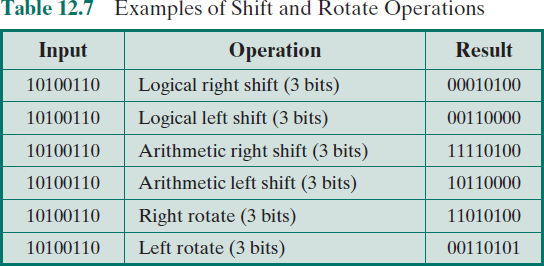 Table 12.7 Examples of Shift and Rotate Operations
Input Operation Result
10100110 Logical right shift (3 bits) 00010100
10100110 Logical left shift (3 bits) 00110000
10100110 Arithmetic right shift (3 bits) 11110100
10100110 Arithmetic left shift (3 bits) 10110000
10100110 Right rotate (3 bits) 11010100
10100110 Left rotate (3 bits) 00110101